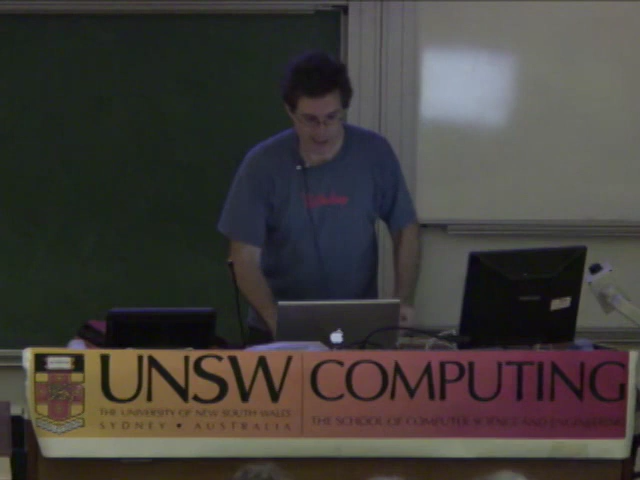 UNSW COMPUTING
THE UNIVERSITY OF NEW SOUTH WALES
SYDNEY • AUSTRALIA
THE SCHOOL OF COMPUTER SCIENCE AND ENGINEERING